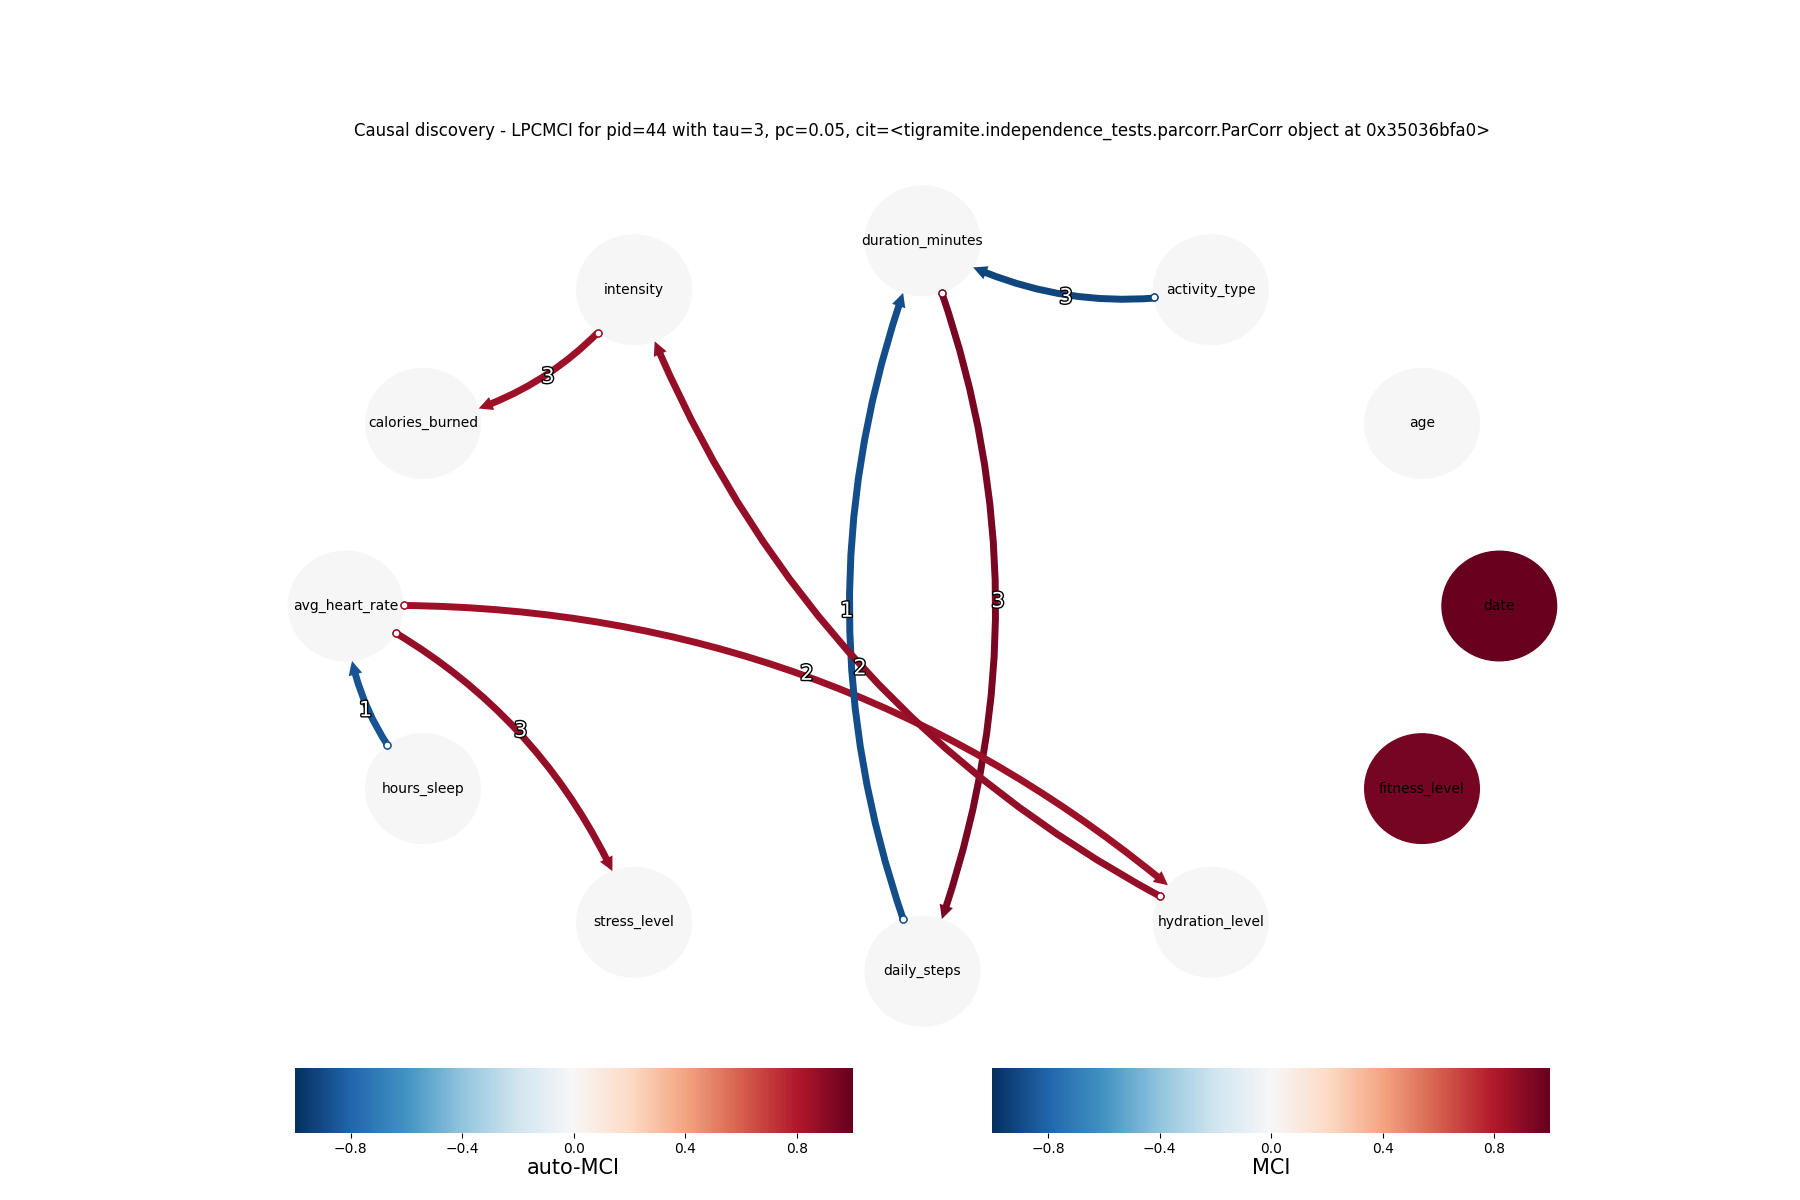 Causal discovery - LPCMCI for pid=44 with tau=3, pc=0.05, cit=<tigramite.independence_tests.parcorr.ParCorr object at 0x35036bfa0>
duration_minutes
intensity
activity_type
3
3
calories_burned
age
avg_heart_rate
date
1
3
2
2
1
3
hours_sleep
fitness_level
stress_level
hydration_level
daily_steps
−0.8 −0.4 0.0 0.4 0.8
auto-MCI
−0.8 −0.4 0.0 0.4 0.8
MCI